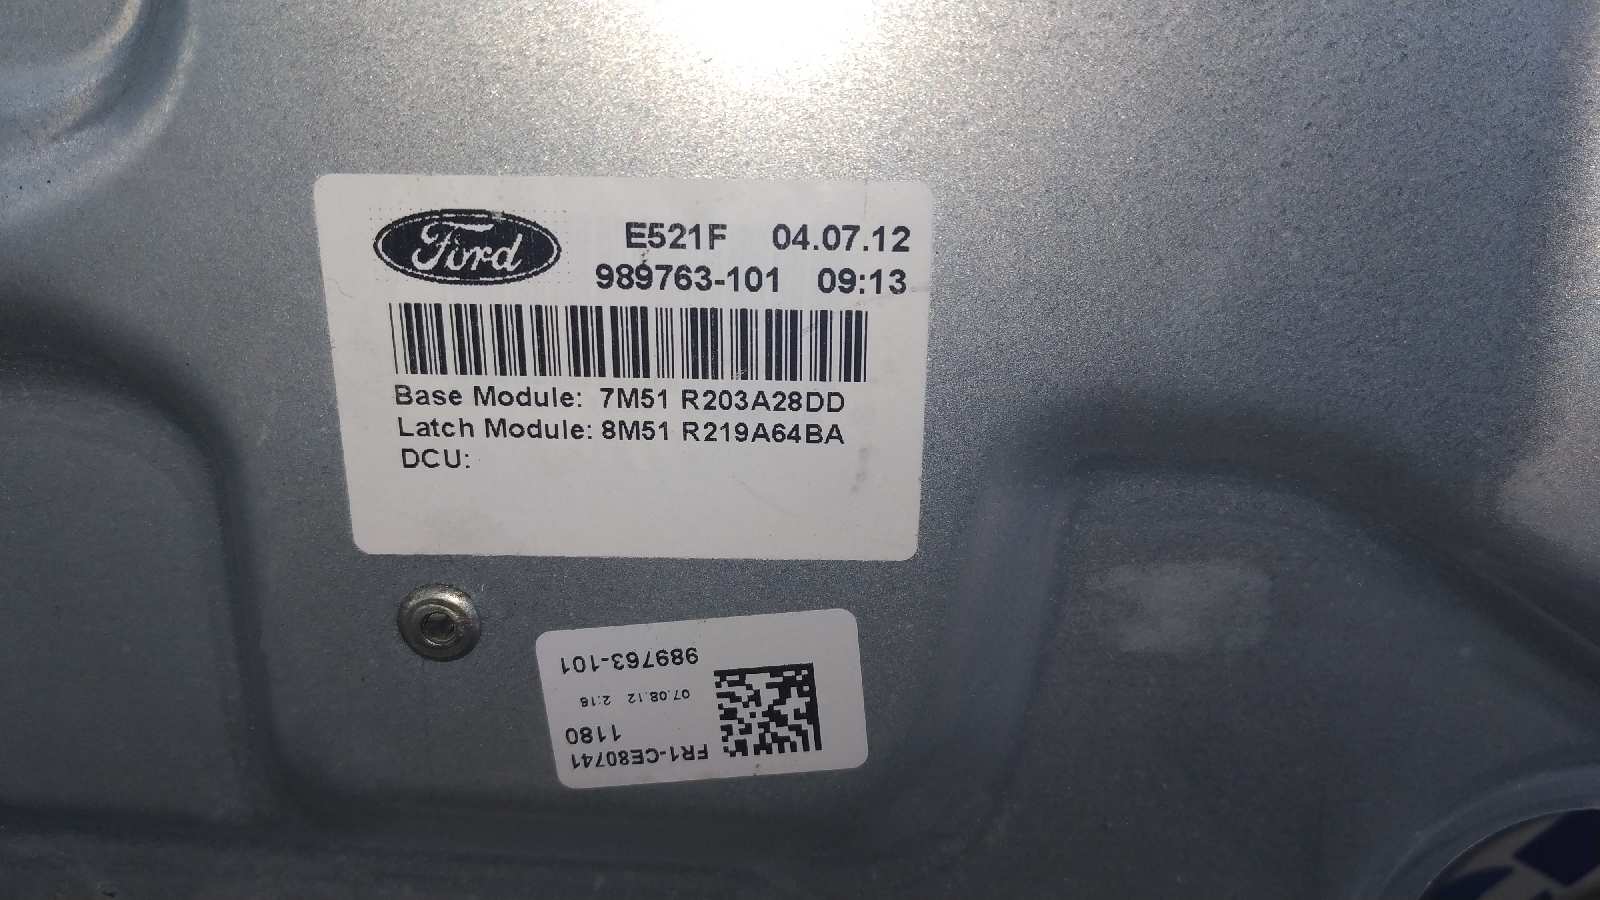 Ford
E521F 04.07.12
989763-101 09:13
Base Module: 7M51 R203A28DD
Latch Module: 8M51 R219A64BA
DCU:
FR1-CE80741
1180
07.08.12 2:16
989763-101